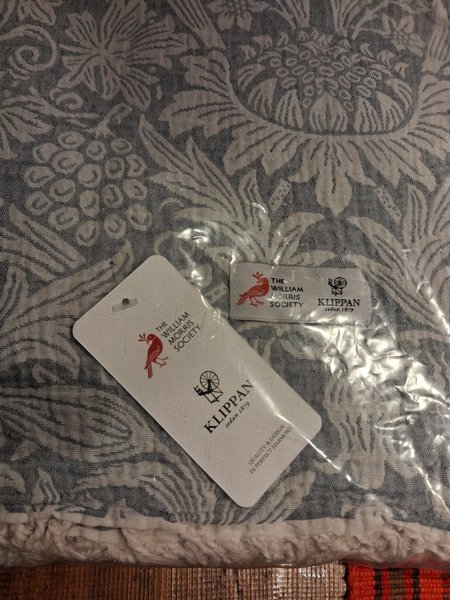 THE
WILLIAM
MORRIS
SOCIETY
KLIPPAN
sedan 1879
THE
WILLIAM
MORRIS
SOCIETY
KLIPPAN
sedan 1879
QUALITY & DESIGN
IN PERFECT HARMONY